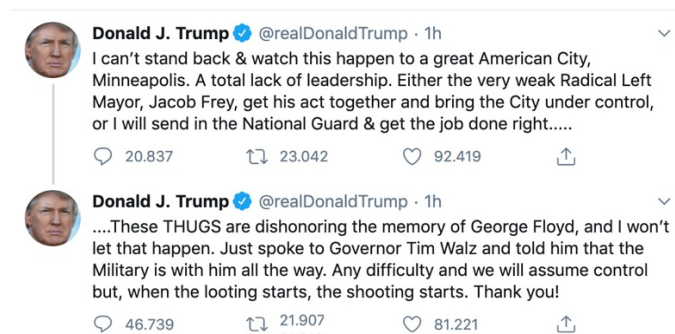 Donald J. Trump @realDonaldTrump · 1h
I can’t stand back & watch this happen to a great American City,
Minneapolis. A total lack of leadership. Either the very weak Radical Left
Mayor, Jacob Frey, get his act together and bring the City under control,
or I will send in the National Guard & get the job done right.....
20.837 23.042 92.419
Donald J. Trump @realDonaldTrump · 1h
....These THUGS are dishonoring the memory of George Floyd, and I won’t
let that happen. Just spoke to Governor Tim Walz and told him that the
Military is with him all the way. Any difficulty and we will assume control
but, when the looting starts, the shooting starts. Thank you!
46.739 21.907 81.221